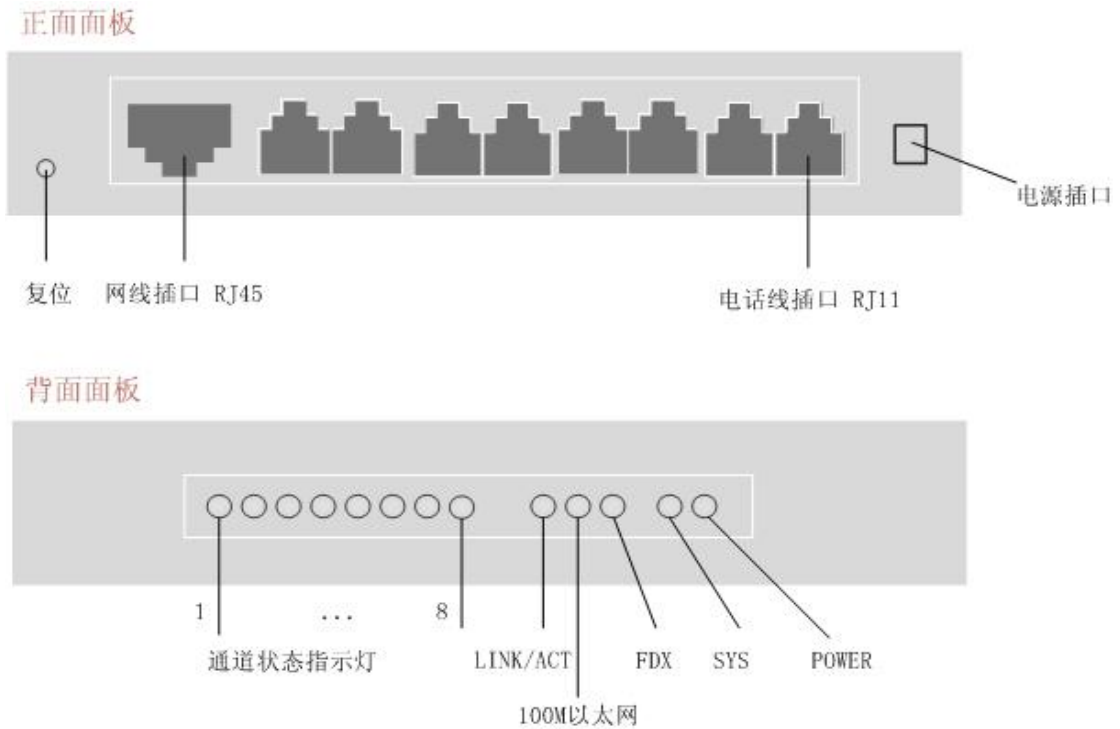 正面面板
电源插口
复位 网线插口 RJ45
电话线插口 RJ11
背面面板
1 ... 8
通道状态指示灯 LINK/ACT FDX SYS POWER
100M以太网